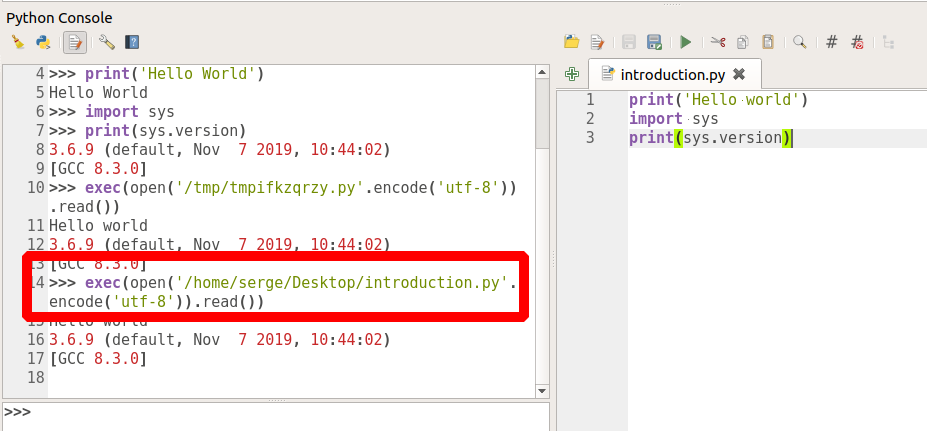 Python Console
4 >>> print('Hello World')
5 Hello World
6 >>> import sys
7 >>> print(sys.version)
8 3.6.9 (default, Nov  7 2019, 10:44:02)
9 [GCC 8.3.0]
10 >>> exec(open('/tmp/tmpifkzqrzy.py'.encode('utf-8'))
.read())
11 Hello world
12 3.6.9 (default, Nov  7 2019, 10:44:02)
13 [GCC 8.3.0]
14 >>> exec(open('/home/serge/Desktop/introduction.py'.
encode('utf-8')).read())
15 Hello world
16 3.6.9 (default, Nov  7 2019, 10:44:02)
17 [GCC 8.3.0]
18
>>>
introduction.py
1 print('Hello·world')
2 import·sys
3 print(sys.version)